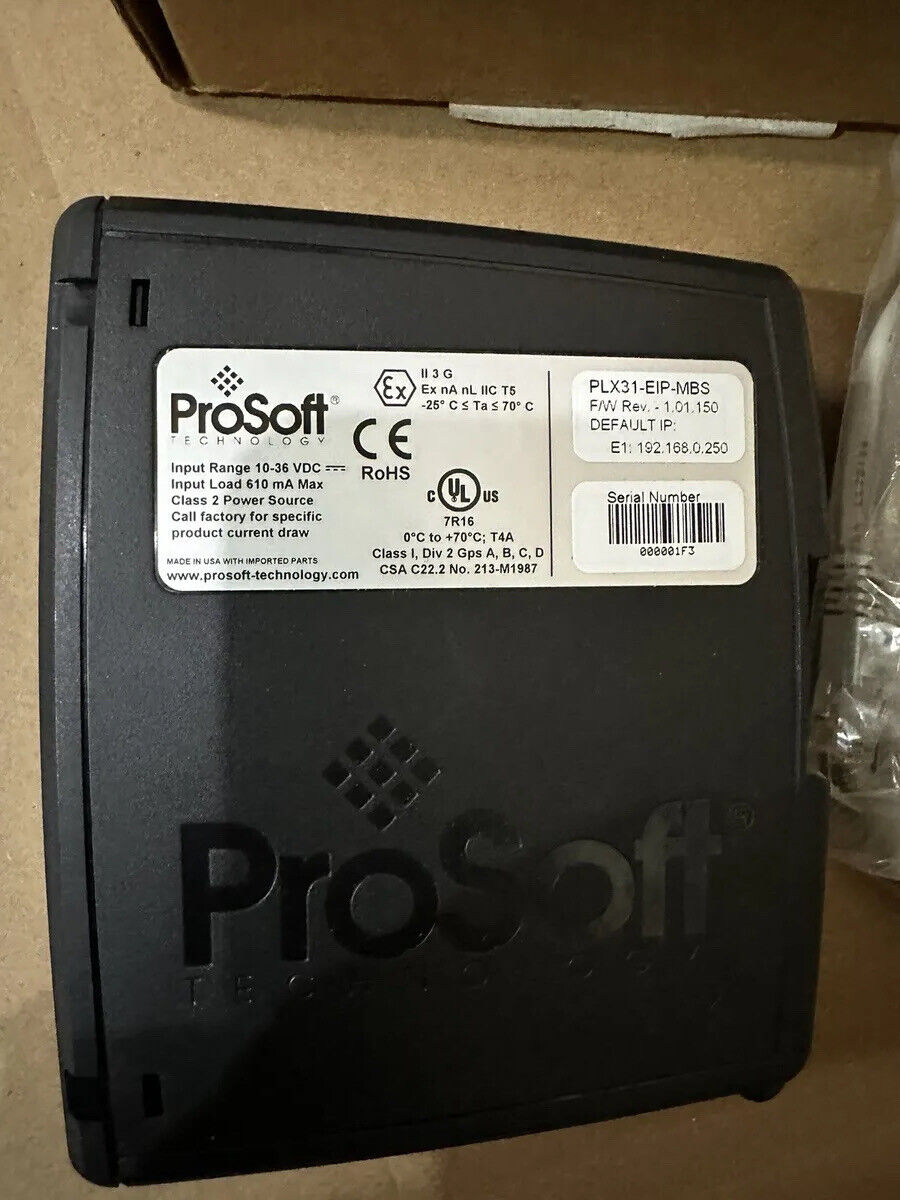 ProSoft®
TECHNOLOGY
Input Range 10-36 VDC
Input Load 610 mA Max
Class 2 Power Source
Call factory for specific
product current draw
MADE IN USA WITH IMPORTED PARTS
www.prosoft-technology.com
Ex
II 3 G
Ex nA nL IIC T5
-25° C ≤ Ta ≤ 70° C
CE
RoHS
C UL US
7R16
0°C to +70°C; T4A
Class I, Div 2 Gps A, B, C, D
CSA C22.2 No. 213-M1987
PLX31-EIP-MBS
F/W Rev. - 1.01.150
DEFAULT IP:
E1: 192.168.0.250
Serial Number
000001F3
ProSoft®
TECHNOLOGY